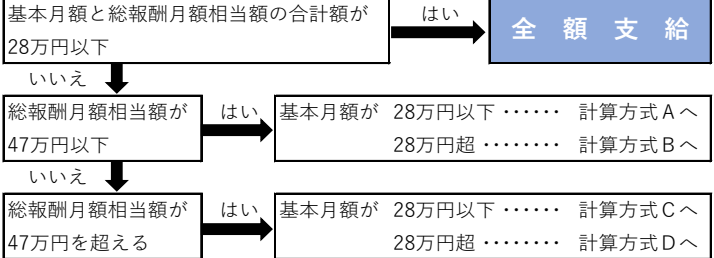 基本月額と総報酬月額相当額の合計額が
28万円以下
はい
全額支給
いいえ
総報酬月額相当額が
47万円以下
はい
基本月額が 28万円以下 ‥‥‥ 計算方式Aへ
28万円超 ‥‥‥‥ 計算方式Bへ
いいえ
総報酬月額相当額が
47万円を超える
はい
基本月額が 28万円以下 ‥‥‥ 計算方式Cへ
28万円超 ‥‥‥‥ 計算方式Dへ